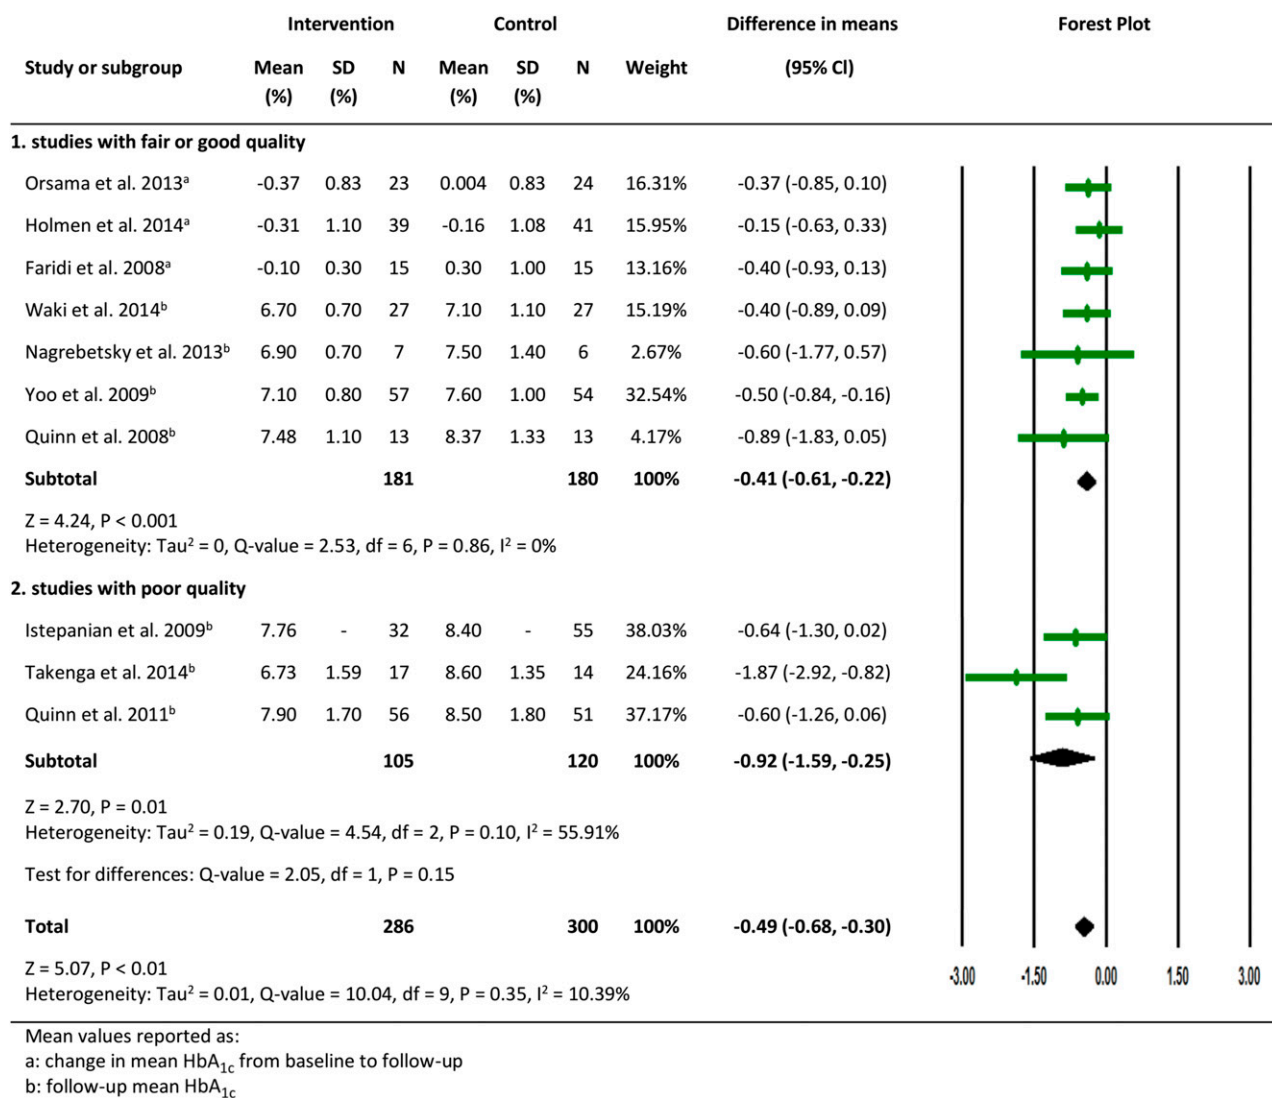 Intervention Control Difference in means Forest Plot
Study or subgroup Mean SD N Mean SD N Weight (95% CI)
(%) (%) (%) (%)
1. studies with fair or good quality
Orsama et al. 2013ᵃ -0.37 0.83 23 0.004 0.83 24 16.31% -0.37 (-0.85, 0.10)
Holmen et al. 2014ᵃ -0.31 1.10 39 -0.16 1.08 41 15.95% -0.15 (-0.63, 0.33)
Faridi et al. 2008ᵃ -0.10 0.30 15 0.30 1.00 15 13.16% -0.40 (-0.93, 0.13)
Waki et al. 2014ᵇ 6.70 0.70 27 7.10 1.10 27 15.19% -0.40 (-0.89, 0.09)
Nagrebetsky et al. 2013ᵇ 6.90 0.70 7 7.50 1.40 6 2.67% -0.60 (-1.77, 0.57)
Yoo et al. 2009ᵇ 7.10 0.80 57 7.60 1.00 54 32.54% -0.50 (-0.84, -0.16)
Quinn et al. 2008ᵇ 7.48 1.10 13 8.37 1.33 13 4.17% -0.89 (-1.83, 0.05)
Subtotal 181 180 100% -0.41 (-0.61, -0.22)
Z = 4.24, P < 0.001
Heterogeneity: Tau² = 0, Q-value = 2.53, df = 6, P = 0.86, I² = 0%
2. studies with poor quality
Istepanian et al. 2009ᵇ 7.76 - 32 8.40 - 55 38.03% -0.64 (-1.30, 0.02)
Takenga et al. 2014ᵇ 6.73 1.59 17 8.60 1.35 14 24.16% -1.87 (-2.92, -0.82)
Quinn et al. 2011ᵇ 7.90 1.70 56 8.50 1.80 51 37.17% -0.60 (-1.26, 0.06)
Subtotal 105 120 100% -0.92 (-1.59, -0.25)
Z = 2.70, P = 0.01
Heterogeneity: Tau² = 0.19, Q-value = 4.54, df = 2, P = 0.10, I² = 55.91%
Test for differences: Q-value = 2.05, df = 1, P = 0.15
Total 286 300 100% -0.49 (-0.68, -0.30)
Z = 5.07, P < 0.01
Heterogeneity: Tau² = 0.01, Q-value = 10.04, df = 9, P = 0.35, I² = 10.39%
-3.00 -1.50 0.00 1.50 3.00
Mean values reported as:
a: change in mean HbA₁c from baseline to follow-up
b: follow-up mean HbA₁c